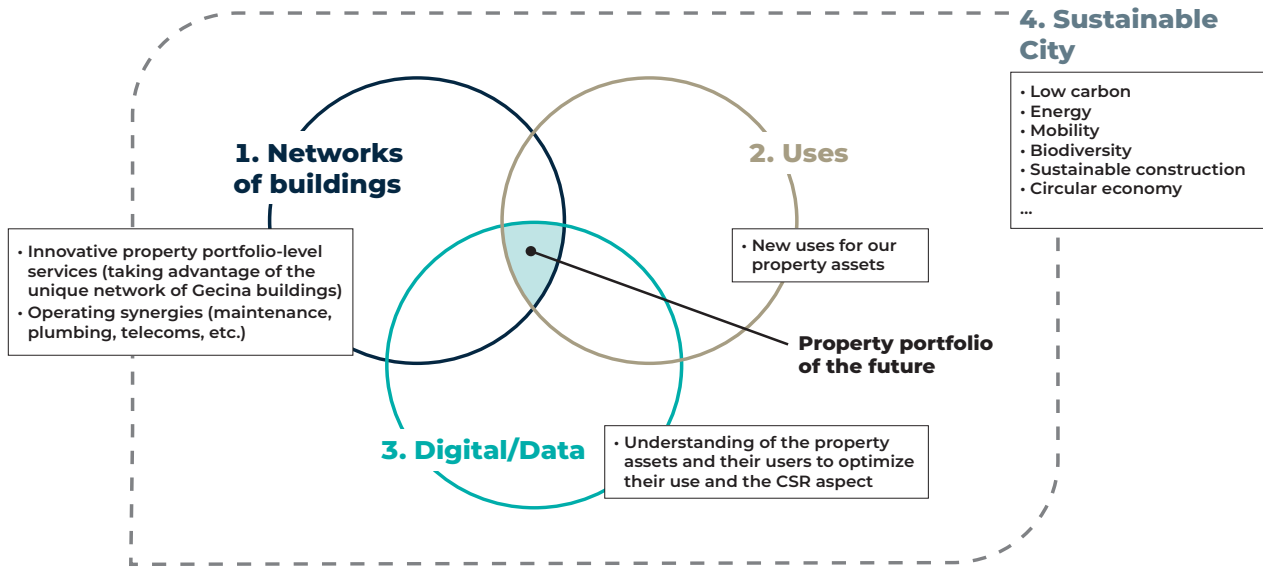 4. Sustainable
City
• Low carbon
• Energy
• Mobility
• Biodiversity
• Sustainable construction
• Circular economy
...
1. Networks
of buildings
2. Uses
• Innovative property portfolio-level
services (taking advantage of the
unique network of Gecina buildings)
• Operating synergies (maintenance,
plumbing, telecoms, etc.)
• New uses for our
property assets
Property portfolio
of the future
3. Digital/Data
• Understanding of the property
assets and their users to optimize
their use and the CSR aspect